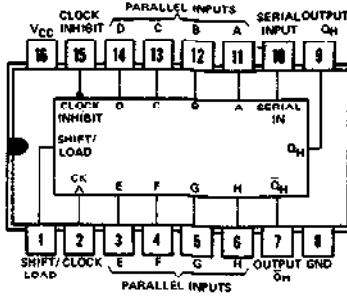 PARALLEL INPUTS
CLOCK INHIBIT D C B A SERIAL INPUT OUTPUT QH
VCC
16 15 14 13 12 11 10 9
CLOCK INHIBIT D C B A SERIAL IN
SHIFT/ LOAD
QH
CK E F G H Q̅H
1 2 3 4 5 6 7 8
SHIFT/ LOAD CLOCK E F G H OUTPUT Q̅H GND
PARALLEL INPUTS